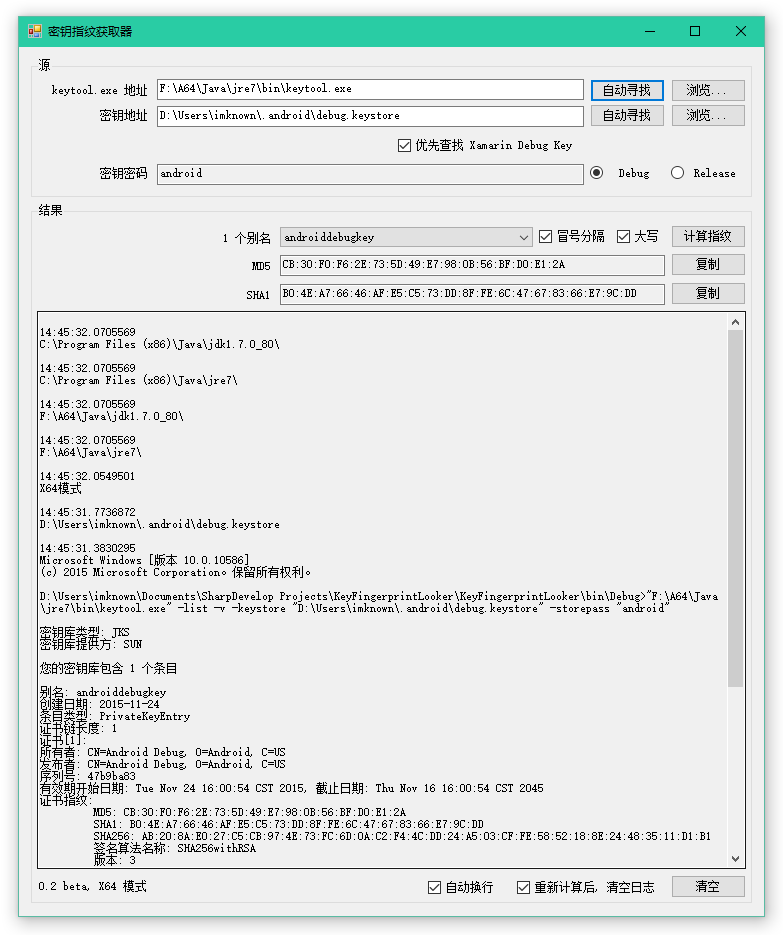 密钥指纹获取器
源
keytool.exe 地址 F:\A64\Java\jre7\bin\keytool.exe 自动寻找 浏览...
密钥地址 D:\Users\imknown\.android\debug.keystore 自动寻找 浏览...
优先查找 Xamarin Debug Key
密钥密码 android Debug Release
结果
1 个别名 androiddebugkey 冒号分隔 大写 计算指纹
MD5 CB:30:F0:F6:2E:73:5D:49:E7:98:0B:56:BF:D0:E1:2A 复制
SHA1 B0:4E:A7:66:46:AF:E5:C5:73:DD:8F:FE:6C:47:67:83:66:E7:9C:DD 复制
14:45:32.0705569
C:\Program Files (x86)\Java\jdk1.7.0_80\
14:45:32.0705569
C:\Program Files (x86)\Java\jre7\
14:45:32.0705569
F:\A64\Java\jdk1.7.0_80\
14:45:32.0705569
F:\A64\Java\jre7\
14:45:32.0549501
X64模式
14:45:31.7736872
D:\Users\imknown\.android\debug.keystore
14:45:31.3830295
Microsoft Windows [版本 10.0.10586]
(c) 2015 Microsoft Corporation。保留所有权利。
D:\Users\imknown\Documents\SharpDevelop Projects\KeyFingerprintLooker\KeyFingerprintLooker\bin\Debug>"F:\A64\Java
\jre7\bin\keytool.exe" -list -v -keystore "D:\Users\imknown\.android\debug.keystore" -storepass "android"
密钥库类型: JKS
密钥库提供方: SUN
您的密钥库包含 1 个条目
别名: androiddebugkey
创建日期: 2015-11-24
条目类型: PrivateKeyEntry
证书链长度: 1
证书[1]:
所有者: CN=Android Debug, O=Android, C=US
发布者: CN=Android Debug, O=Android, C=US
序列号: 47b9ba83
有效期开始日期: Tue Nov 24 16:00:54 CST 2015, 截止日期: Thu Nov 16 16:00:54 CST 2045
证书指纹:
MD5: CB:30:F0:F6:2E:73:5D:49:E7:98:0B:56:BF:D0:E1:2A
SHA1: B0:4E:A7:66:46:AF:E5:C5:73:DD:8F:FE:6C:47:67:83:66:E7:9C:DD
SHA256: AB:20:8A:E0:27:C5:CB:97:4E:73:FC:6D:0A:C2:F4:4C:DD:24:A5:03:CF:FE:58:52:18:8E:24:48:35:11:D1:B1
签名算法名称: SHA256withRSA
版本: 3
0.2 beta, X64 模式 自动换行 重新计算后, 清空日志 清空